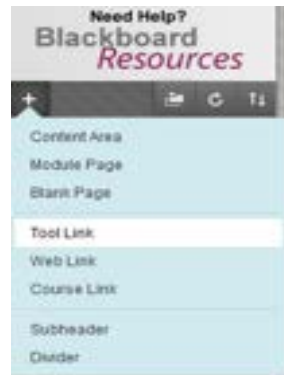 Need Help?
Blackboard
Resources
+
Content Area
Module Page
Blank Page
Tool Link
Web Link
Course Link
Subheader
Divider